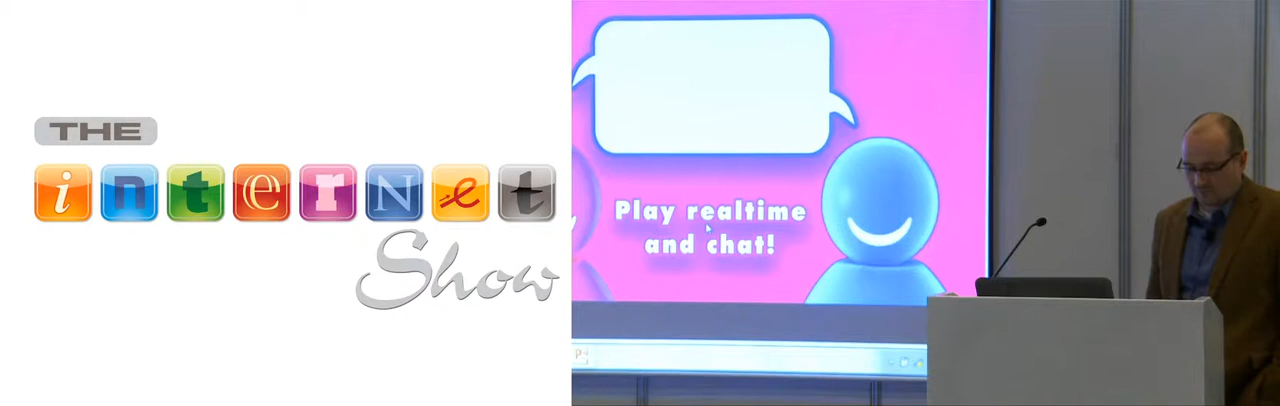 THE
internet
Show
Play realtime
and chat!